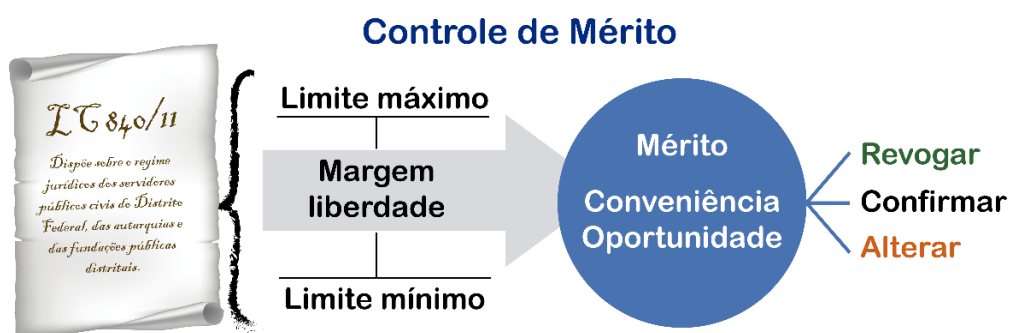 Controle de Mérito
LC 840/11
Dispõe sobre o regime
jurídicos dos servidores
públicos civis do Distrito
Federal, das autarquias e
das fundações públicas
distritais.
Limite máximo
Margem
liberdade
Limite mínimo
Mérito
Conveniência
Oportunidade
Revogar
Confirmar
Alterar